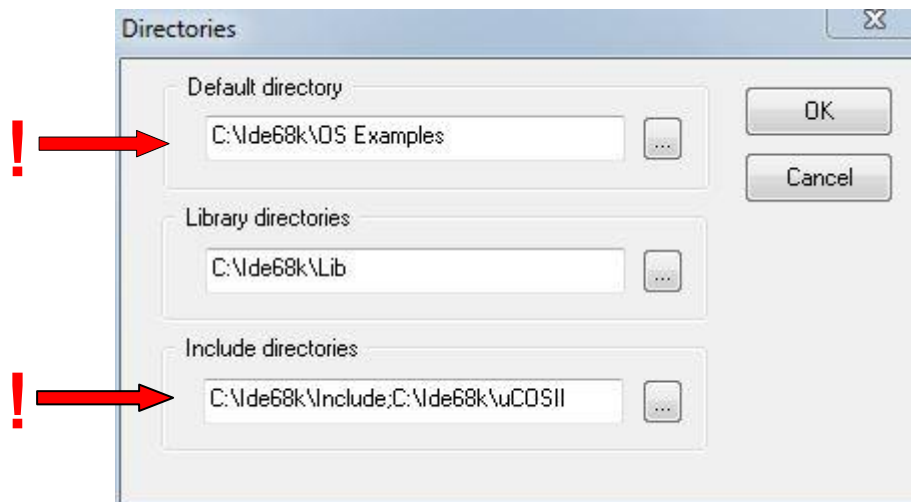 Directories
! Default directory
C:\Ide68k\OS Examples
...
OK
Cancel
Library directories
C:\Ide68k\Lib
...
Include directories
! C:\Ide68k\Include;C:\Ide68k\uCOSII
...